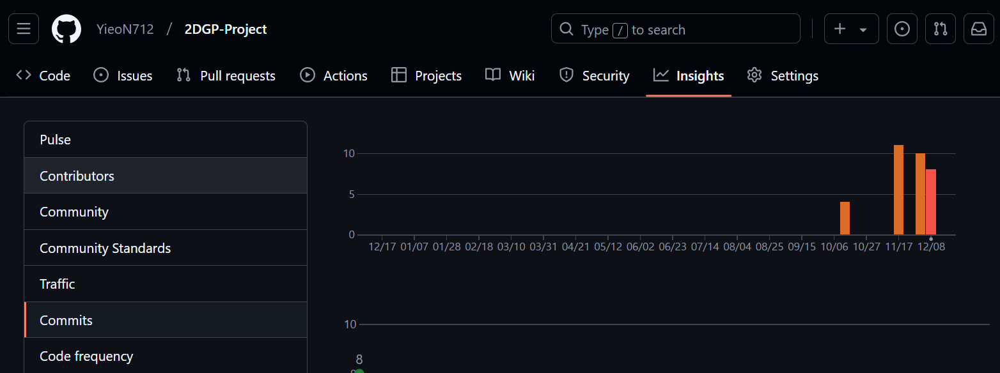 YieoN712 / 2DGP-Project Type / to search
Code Issues Pull requests Actions Projects Wiki Security Insights Settings
Pulse
Contributors
Community
Community Standards
Traffic
Commits
Code frequency
10
5
0
12/17 01/07 01/28 02/18 03/10 03/31 04/21 05/12 06/02 06/23 07/14 08/04 08/25 09/15 10/06 10/27 11/17 12/08
10
8